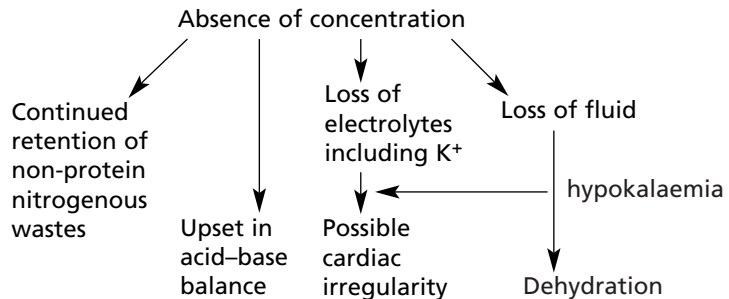 Absence of concentration
Continued
retention of
non-protein
nitrogenous
wastes
Upset in
acid–base
balance
Loss of
electrolytes
including K⁺
Possible
cardiac
irregularity
Loss of fluid
hypokalaemia
Dehydration